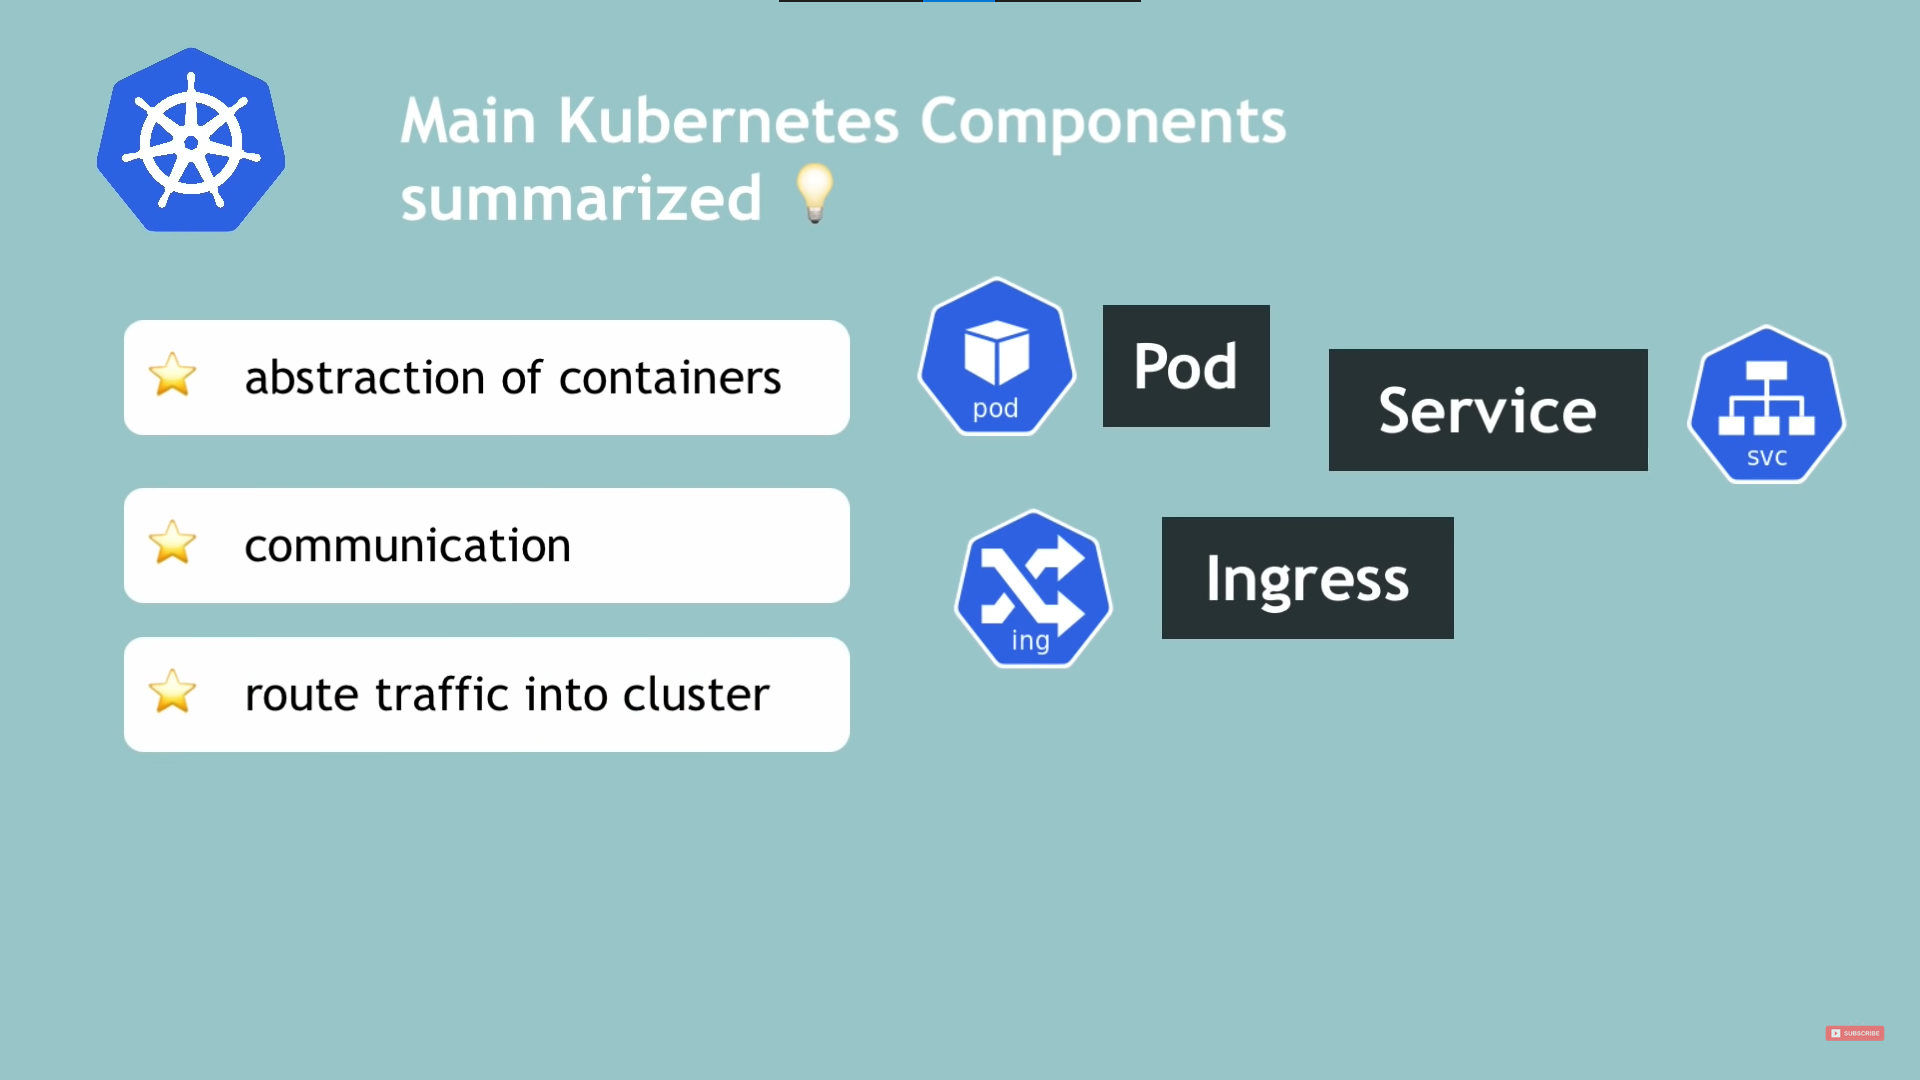 Main Kubernetes Components
summarized
abstraction of containers
pod
Pod
Service
svc
communication
ing
Ingress
route traffic into cluster
SUBSCRIBE